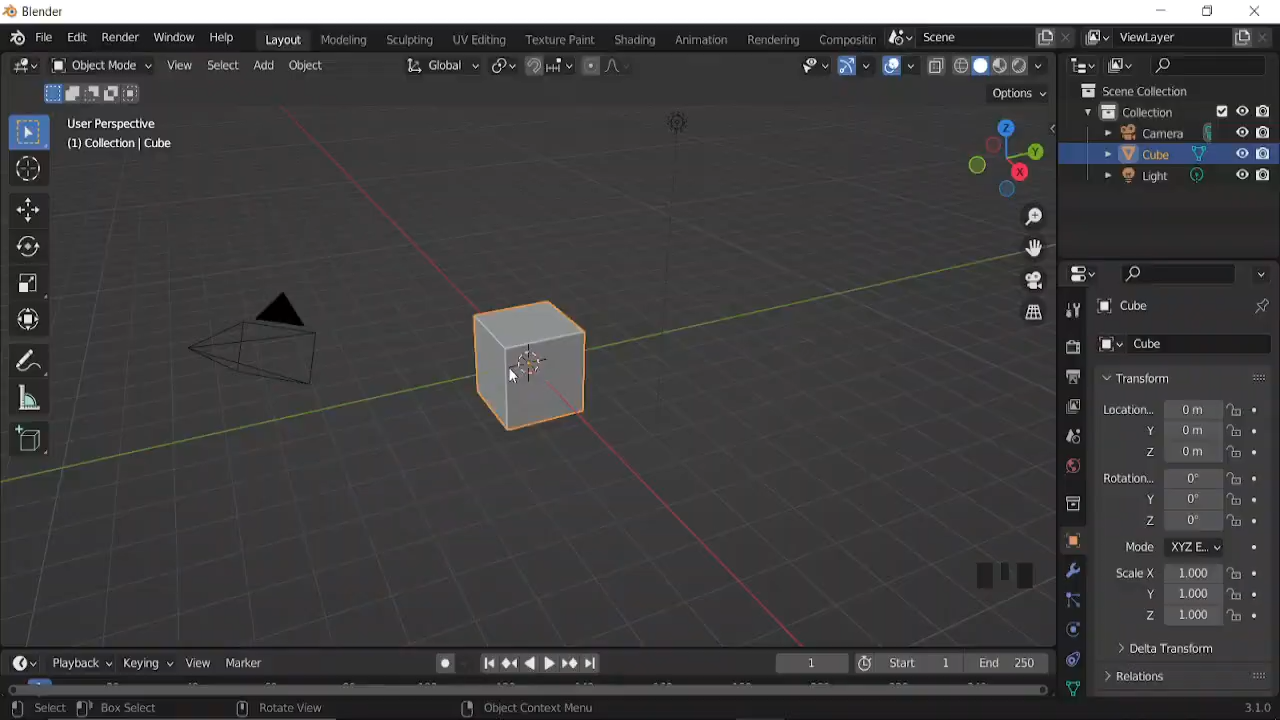 Blender
File Edit Render Window Help Layout Modeling Sculpting UV Editing Texture Paint Shading Animation Rendering Compositin Scene ViewLayer
Object Mode View Select Add Object Global
Options
User Perspective
(1) Collection | Cube
Z
Y
X
Scene Collection
Collection
Camera
Cube
Light
Cube
Cube
Transform
Location... 0 m
Y 0 m
Z 0 m
Rotation... 0°
Y 0°
Z 0°
Mode XYZ E...
Scale X 1.000
Y 1.000
Z 1.000
Delta Transform
Relations
Playback Keying View Marker 1 Start 1 End 250
Select Box Select Rotate View Object Context Menu 3.1.0